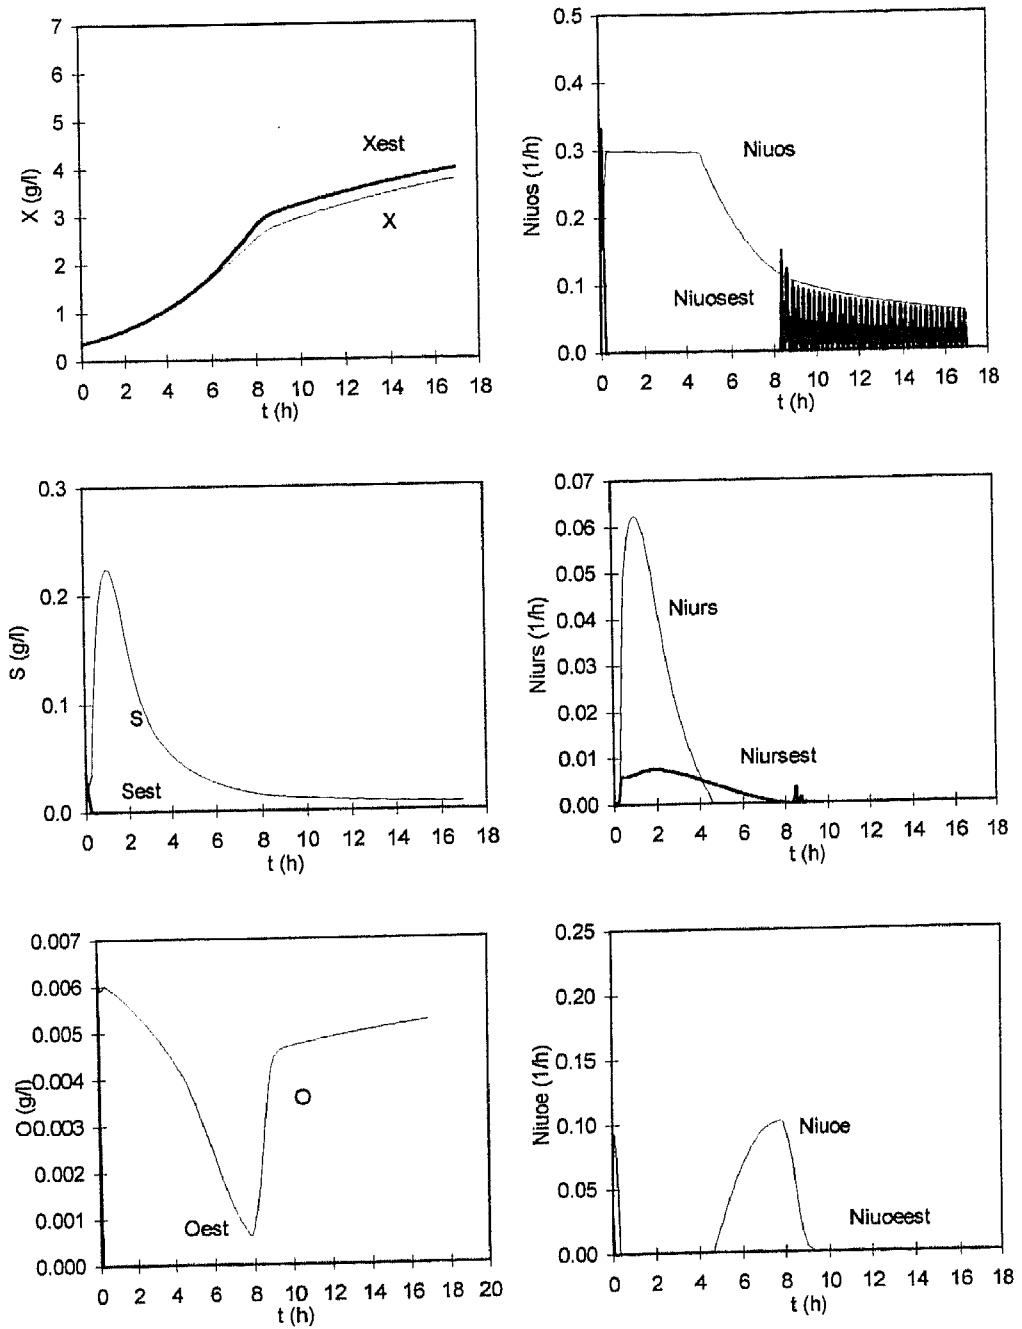 7
6
5
4
3
2
1
0
X (g/l)
Xest
X
0 2 4 6 8 10 12 14 16 18
t (h)
0.5
0.4
0.3
0.2
0.1
0.0
Niuos (1/h)
Niuos
Niuosest
0 2 4 6 8 10 12 14 16 18
t (h)
0.3
0.2
0.1
0.0
S (g/l)
S
Sest
0 2 4 6 8 10 12 14 16 18
t (h)
0.07
0.06
0.05
0.04
0.03
0.02
0.01
0.00
Niurs (1/h)
Niurs
Niursest
0 2 4 6 8 10 12 14 16 18
t (h)
0.007
0.006
0.005
0.004
0.003
0.002
0.001
0.000
O (g/l)
O
Oest
0 2 4 6 8 10 12 14 16 18 20
t (h)
0.25
0.20
0.15
0.10
0.05
0.00
Niuoe (1/h)
Niuoe
Niuoeest
0 2 4 6 8 10 12 14 16 18
t (h)